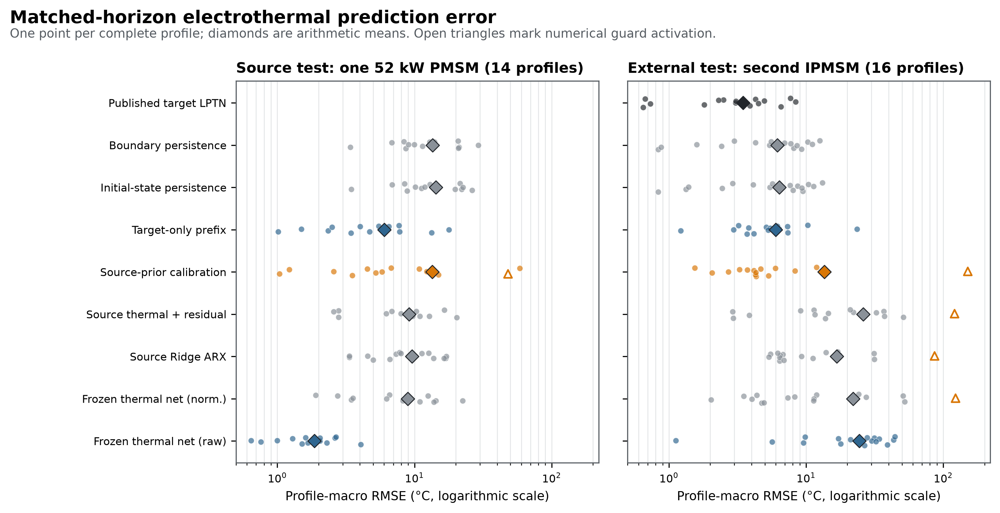 Matched-horizon electrothermal prediction error
One point per complete profile; diamonds are arithmetic means. Open triangles mark numerical guard activation.
Source test: one 52 kW PMSM (14 profiles)
External test: second IPMSM (16 profiles)
Published target LPTN
Boundary persistence
Initial-state persistence
Target-only prefix
Source-prior calibration
Source thermal + residual
Source Ridge ARX
Frozen thermal net (norm.)
Frozen thermal net (raw)
10⁰ 10¹ 10²
10⁰ 10¹ 10²
Profile-macro RMSE (°C, logarithmic scale)
Profile-macro RMSE (°C, logarithmic scale)